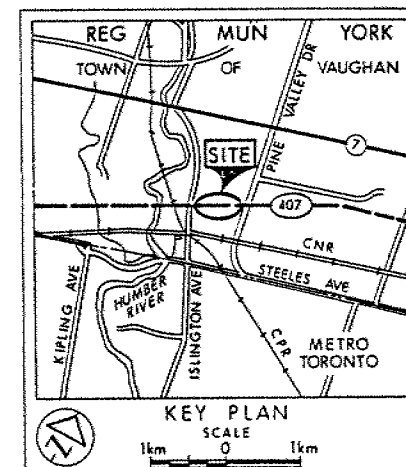 REG MUN YORK
TOWN OF VAUGHAN
PINE VALLEY DR
7
SITE
407
CNR
STEELES AVE
HUMBER RIVER
KIPLING AVE
ISLINGTON AVE
CPR
METRO TORONTO
KEY PLAN
SCALE
1km 0 1km
N